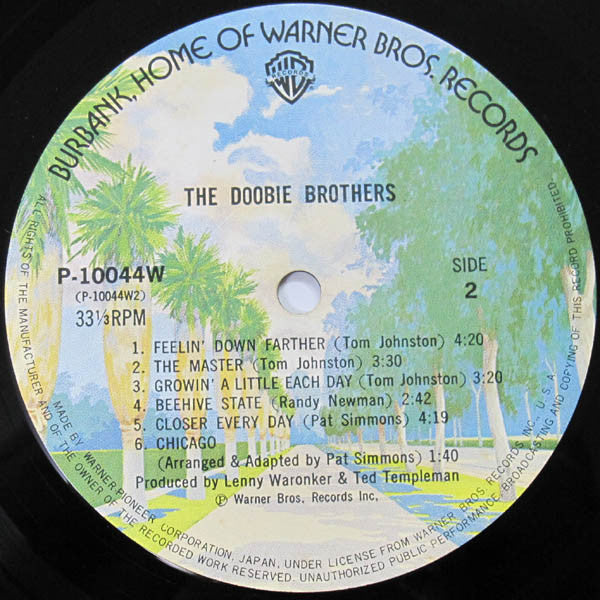 BURBANK, HOME OF WARNER BROS. RECORDS
WB
RECORDS
THE DOOBIE BROTHERS
P-10044W
(P-10044W2)
33⅓RPM
SIDE
2
1. FEELIN' DOWN FARTHER (Tom Johnston) 4:20
2. THE MASTER (Tom Johnston) 3:30
3. GROWIN' A LITTLE EACH DAY (Tom Johnston) 3:20
4. BEEHIVE STATE (Randy Newman) 2:42
5. CLOSER EVERY DAY (Pat Simmons) 4:19
6. CHICAGO
(Arranged & Adapted by Pat Simmons) 1:40
Produced by Lenny Waronker & Ted Templeman
Ⓟ Warner Bros. Records Inc.
MADE BY WARNER-PIONEER CORPORATION, JAPAN, UNDER LICENSE FROM WARNER BROS. RECORDS INC., U.S.A.
ALL RIGHTS OF THE MANUFACTURER AND OF THE OWNER OF THE RECORDED WORK RESERVED. UNAUTHORIZED PUBLIC PERFORMANCE, BROADCASTING AND COPYING OF THIS RECORD PROHIBITED.